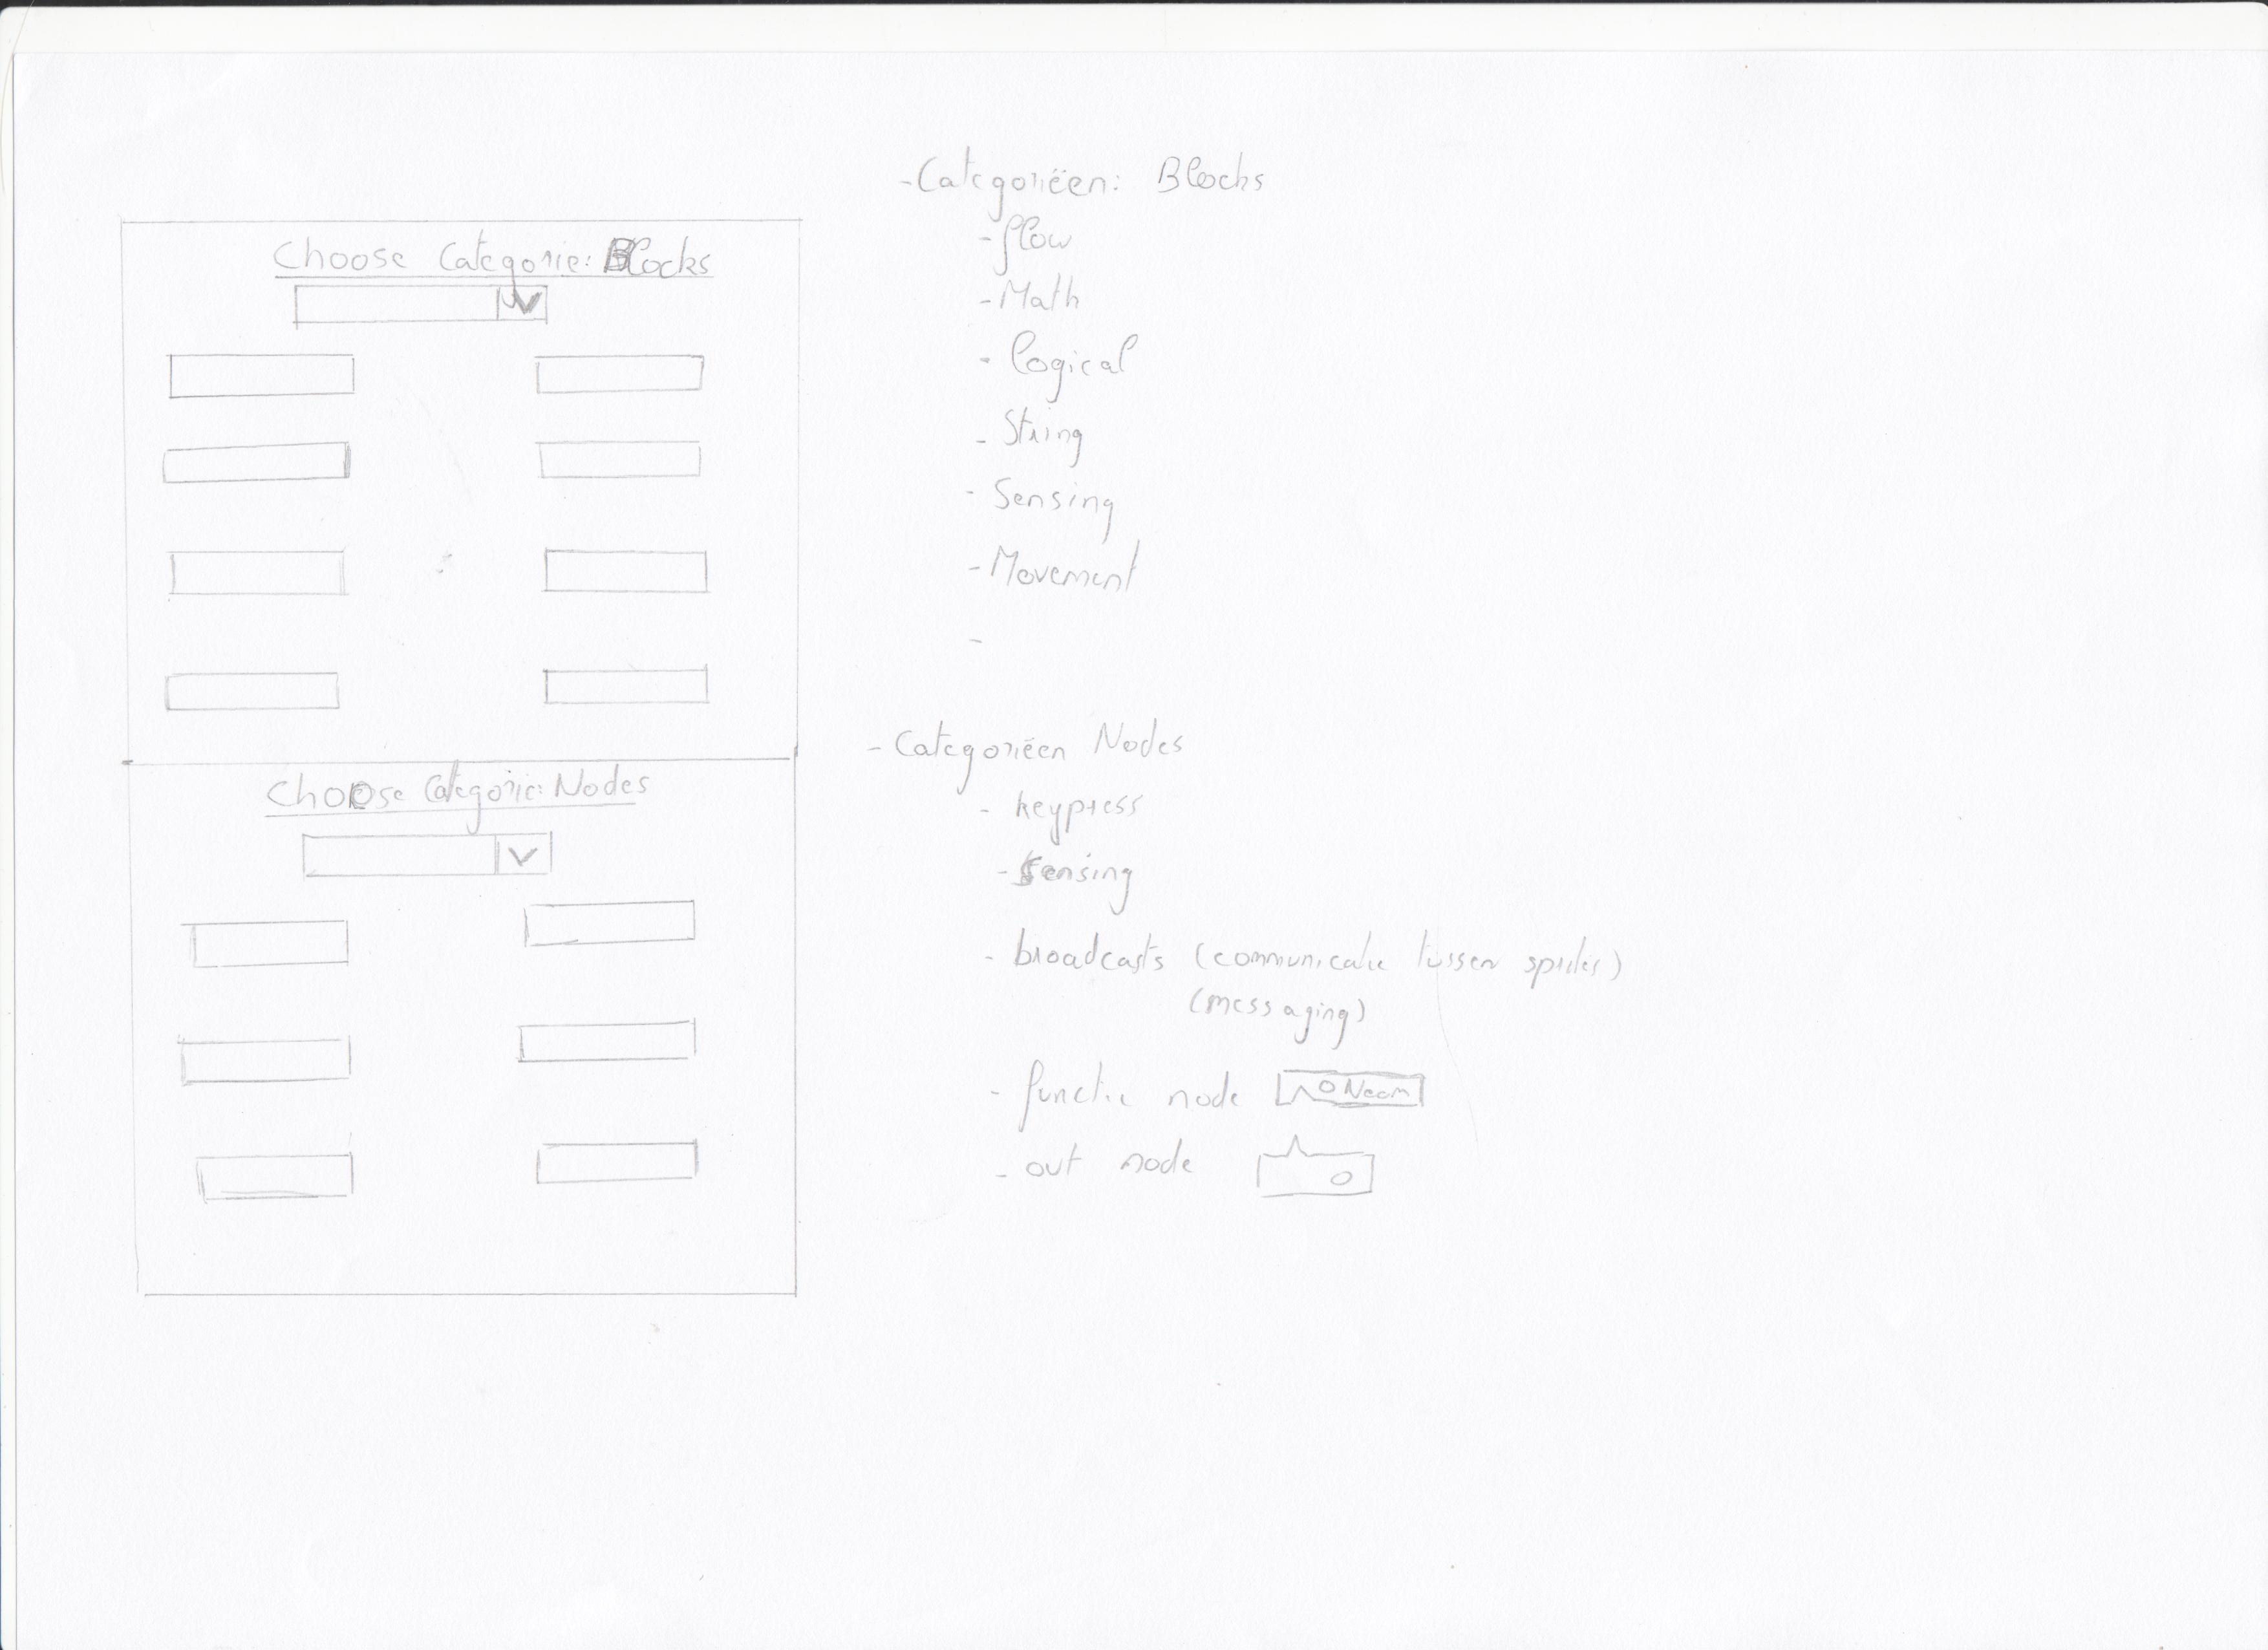 Choose Categorie: Blocks
Choose Categorie: Nodes
- Categorieën: Blocks
- flow
- Math
- logical
- String
- Sensing
- Movement
-
- Categorieën Nodes
- keypress
- Sensing
- broadcasts (communicatie tussen sprites)
(messaging)
- functie node Naam
- out node